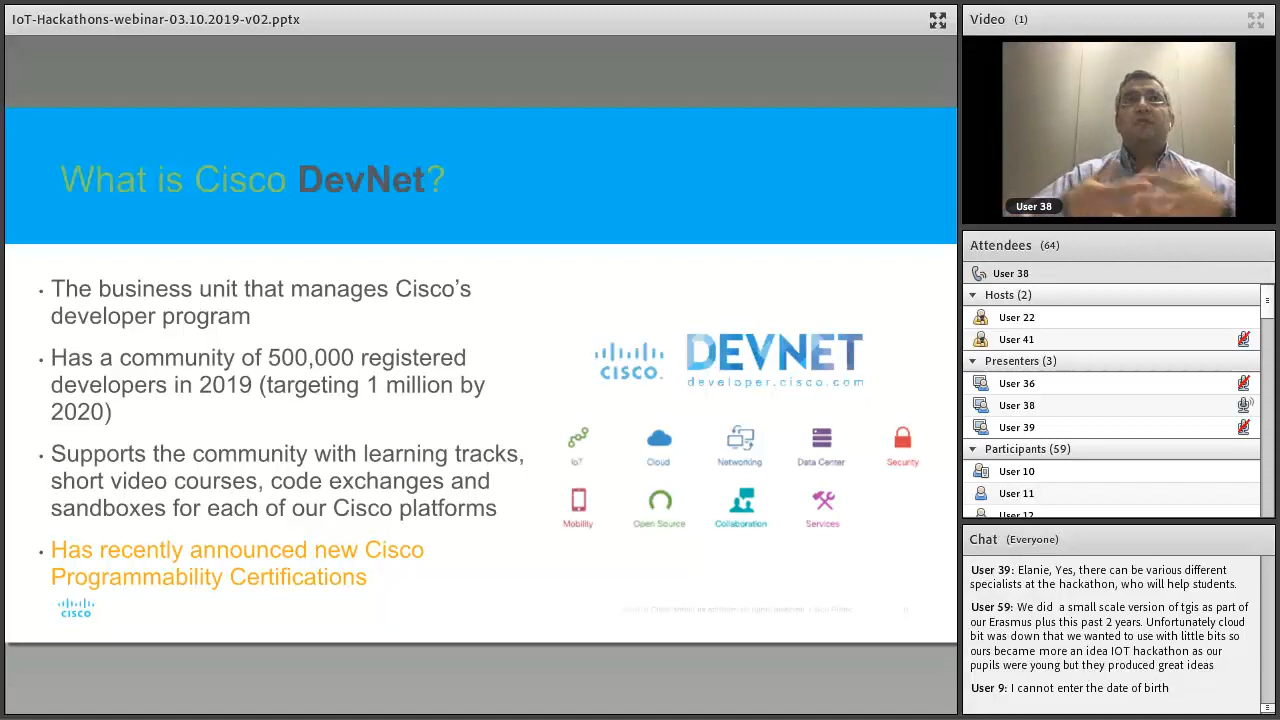 IoT-Hackathons-webinar-03.10.2019-v02.pptx
What is Cisco DevNet?
• The business unit that manages Cisco's
developer program
• Has a community of 500,000 registered
developers in 2019 (targeting 1 million by
2020)
• Supports the community with learning tracks,
short video courses, code exchanges and
sandboxes for each of our Cisco platforms
• Has recently announced new Cisco
Programmability Certifications
CISCO
CISCO.
DEVNET
developer.cisco.com
IoT
Cloud
Networking
Data Center
Security
Mobility
Open Source
Collaboration
Services
Video (1)
User 38
Attendees (64)
User 38
Hosts (2)
User 22
User 41
Presenters (3)
User 36
User 38
User 39
Participants (59)
User 10
User 11
User 12
Chat (Everyone)
User 39: Elanie, Yes, there can be various different
specialists at the hackathon, who will help students.
User 59: We did a small scale version of tgis as part of
our Erasmus plus this past 2 years. Unfortunately cloud
bit was down that we wanted to use with little bits so
ours became more an idea IOT hackathon as our
pupils were young but they produced great ideas
User 9: I cannot enter the date of birth